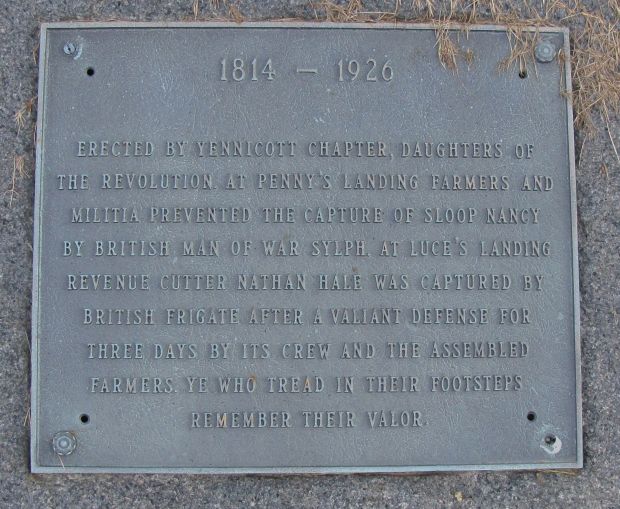 1814 — 1926
ERECTED BY YENNICOTT CHAPTER, DAUGHTERS OF
THE REVOLUTION. AT PENNY'S LANDING FARMERS AND
MILITIA PREVENTED THE CAPTURE OF SLOOP NANCY
BY BRITISH MAN OF WAR SYLPH. AT LUCE'S LANDING
REVENUE CUTTER NATHAN HALE WAS CAPTURED BY
BRITISH FRIGATE AFTER A VALIANT DEFENSE FOR
THREE DAYS BY ITS CREW AND THE ASSEMBLED
FARMERS. YE WHO TREAD IN THEIR FOOTSTEPS
REMEMBER THEIR VALOR.